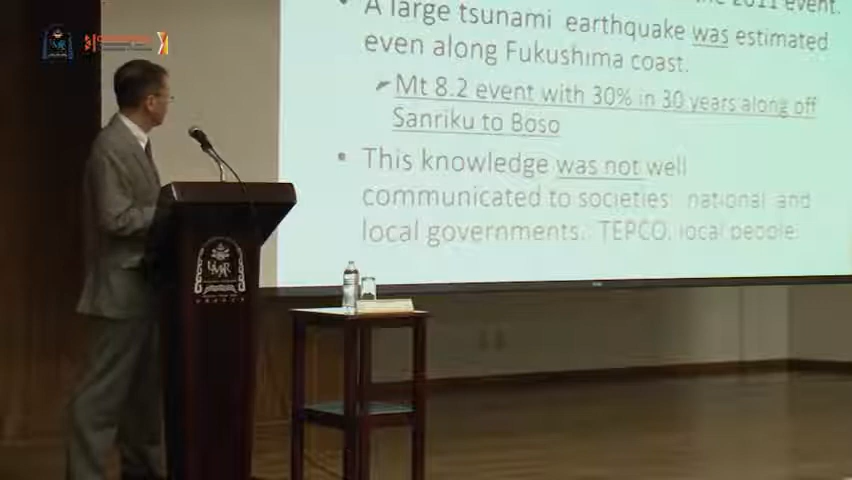 2011 event.
• A large tsunami earthquake was estimated
even along Fukushima coast.
Mt 8.2 event with 30% in 30 years along off
Sanriku to Boso
• This knowledge was not well
communicated to societies: national and
local governments, TEPCO, local people.